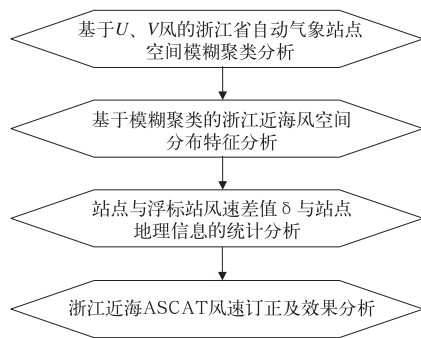 基于U、V风的浙江省自动气象站点
空间模糊聚类分析
基于模糊聚类的浙江近海风空间
分布特征分析
站点与浮标站风速差值δ与站点
地理信息的统计分析
浙江近海ASCAT风速订正及效果分析